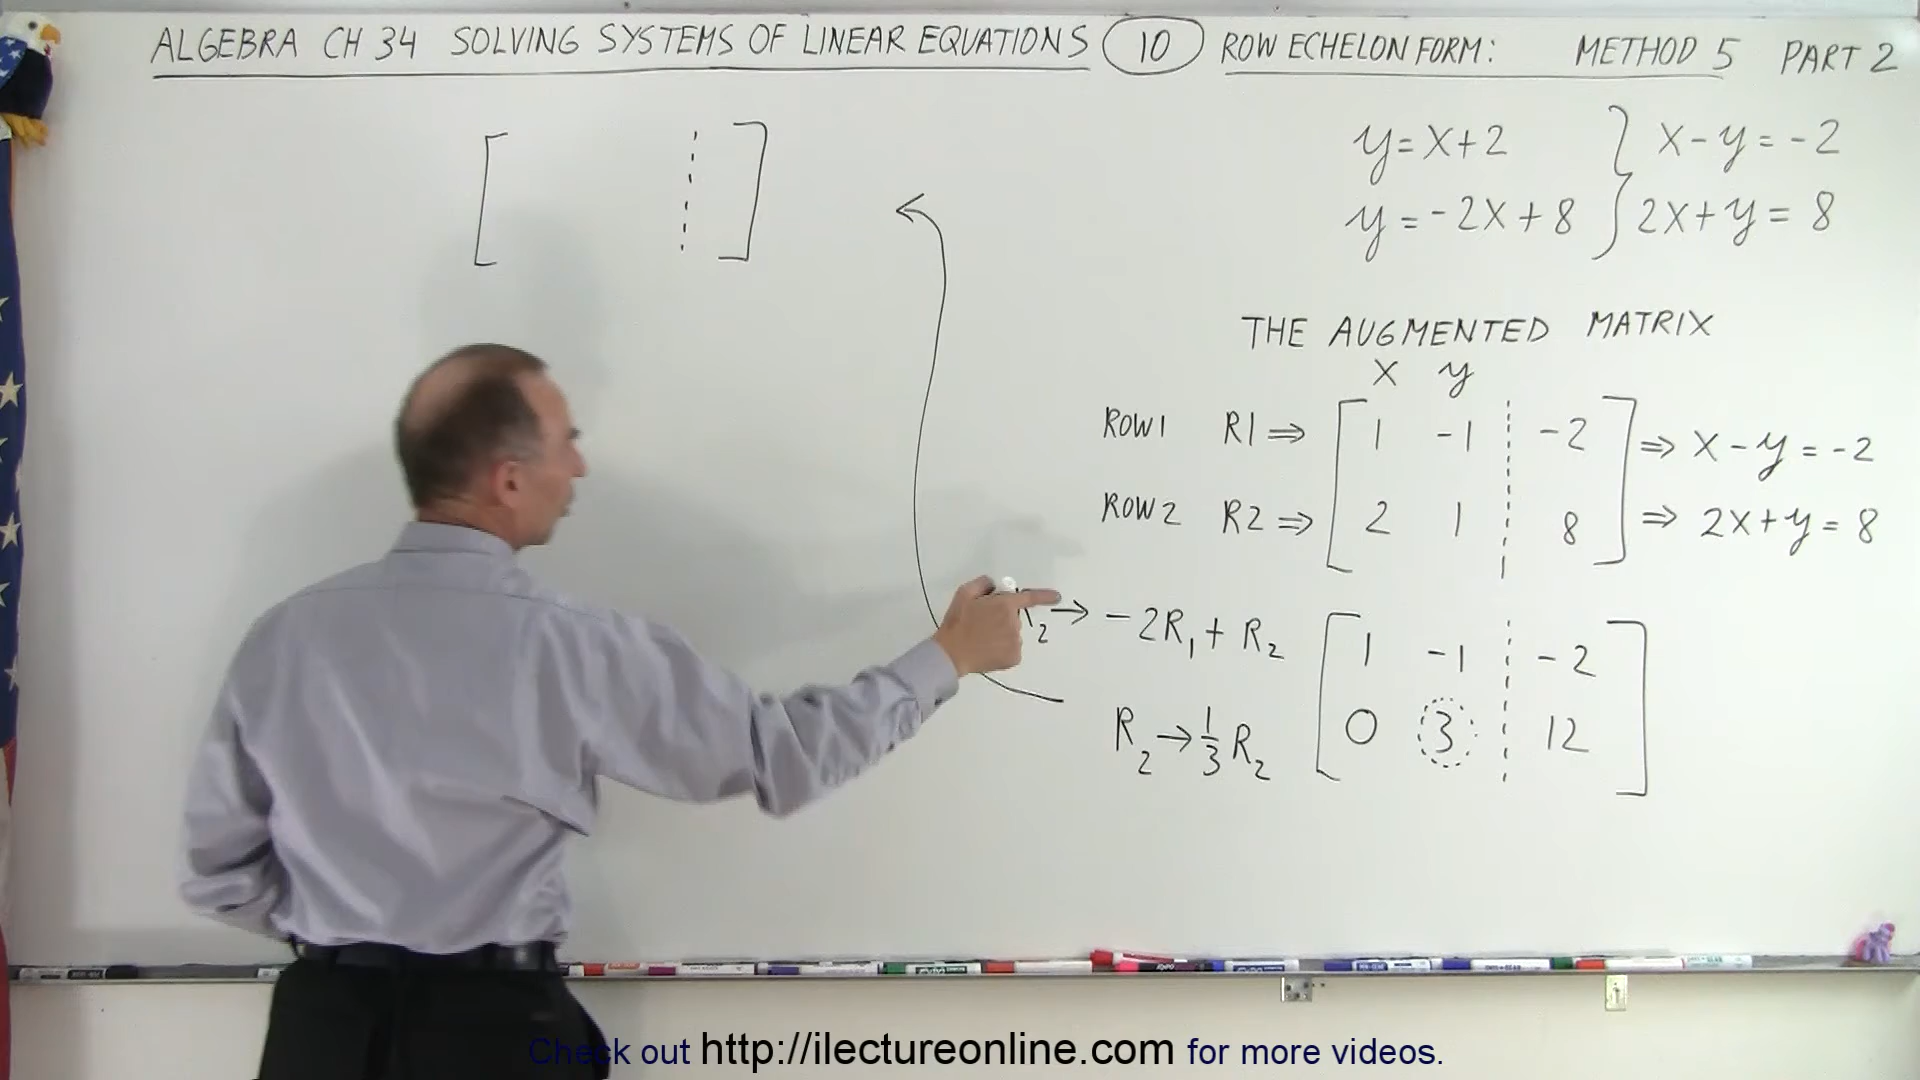 ALGEBRA CH 34 SOLVING SYSTEMS OF LINEAR EQUATIONS 10 ROW ECHELON FORM: METHOD 5 PART 2
y = x + 2 } x - y = -2
y = -2x + 8 } 2x + y = 8
THE AUGMENTED MATRIX
x y
ROW 1 R1 ⇒ [ 1 -1 ¦ -2 ] ⇒ x - y = -2
ROW 2 R2 ⇒ [ 2 1 ¦ 8 ] ⇒ 2x + y = 8
R₂ → -2R₁ + R₂ [ 1 -1 ¦ -2 ]
R₂ → 1/3 R₂ [ 0 3 ¦ 12 ]
Check out http://ilectureonline.com for more videos.